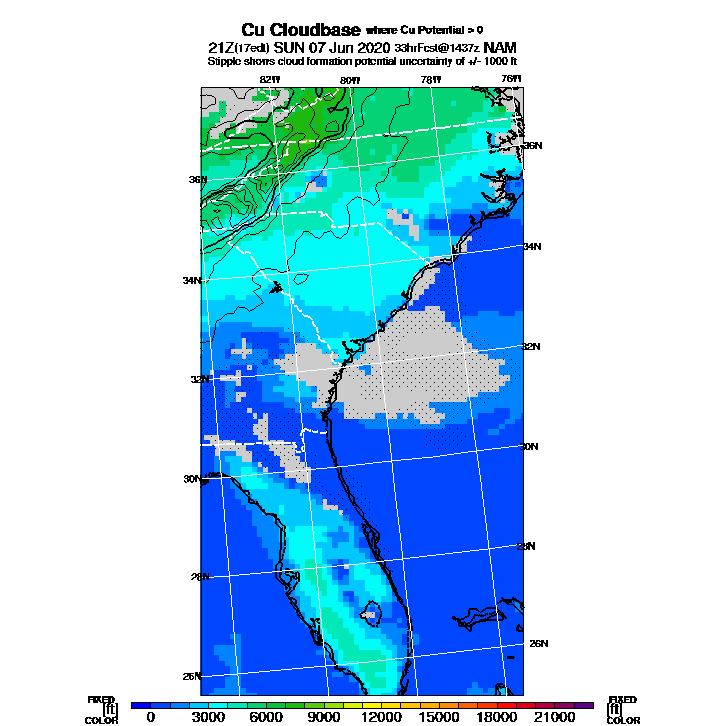 Cu Cloudbase where Cu Potential > 0
21Z(17edt) SUN 07 Jun 2020 33hrFcst@1437z NAM
Stipple shows cloud formation potential uncertainty of +/- 1000 ft
82W 80W 78W 76W
36N
36N
34N
34N
32N
32N
30N
30N
28N
28N
26N
26N
FIXED FIXED
[ft] [ft]
COLOR COLOR
0 3000 6000 9000 12000 15000 18000 21000